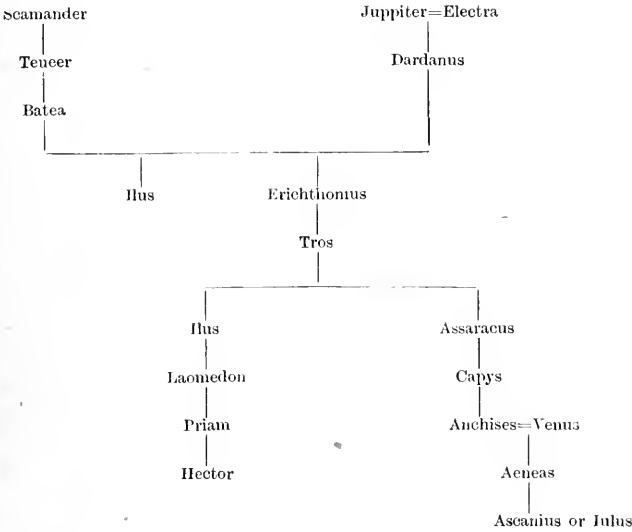 Scamander Juppiter=Electra
Teucer Dardanus
Batea
Ilus Erichthonius
Tros
Ilus Assaracus
Laomedon Capys
Priam Anchises=Venus
Hector Aeneas
Ascanius or Iulus